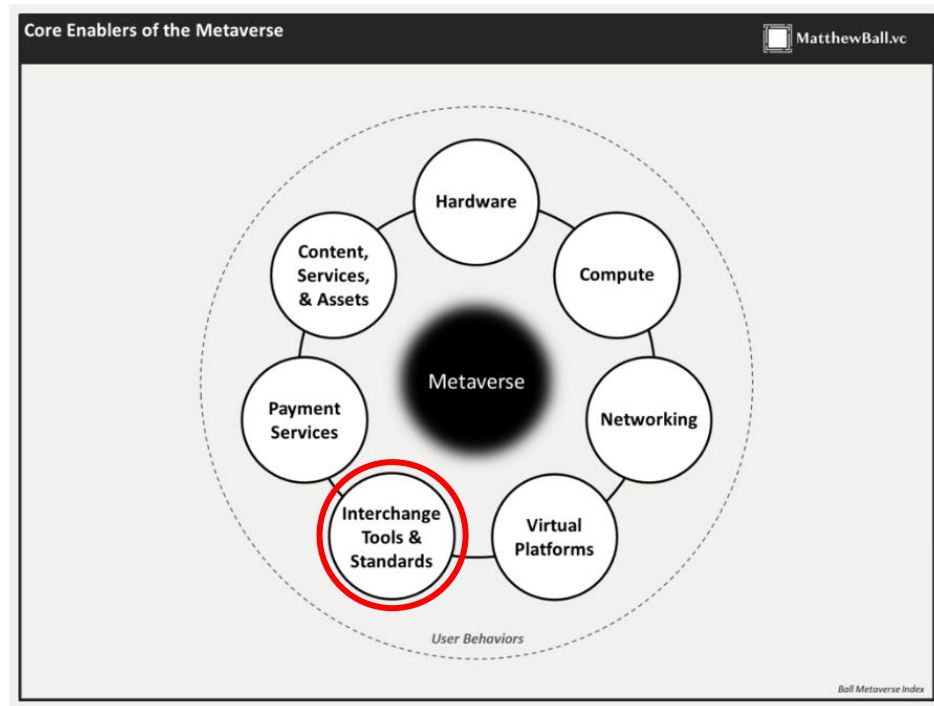 Core Enablers of the Metaverse
MatthewBall.vc
Hardware
Content,
Services,
& Assets
Compute
Metaverse
Payment
Services
Networking
Interchange
Tools &
Standards
Virtual
Platforms
User Behaviors
Ball Metaverse Index